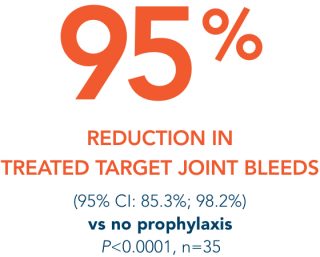 95%
REDUCTION IN
TREATED TARGET JOINT BLEEDS
(95% CI: 85.3%; 98.2%)
vs no prophylaxis
P<0.0001, n=35